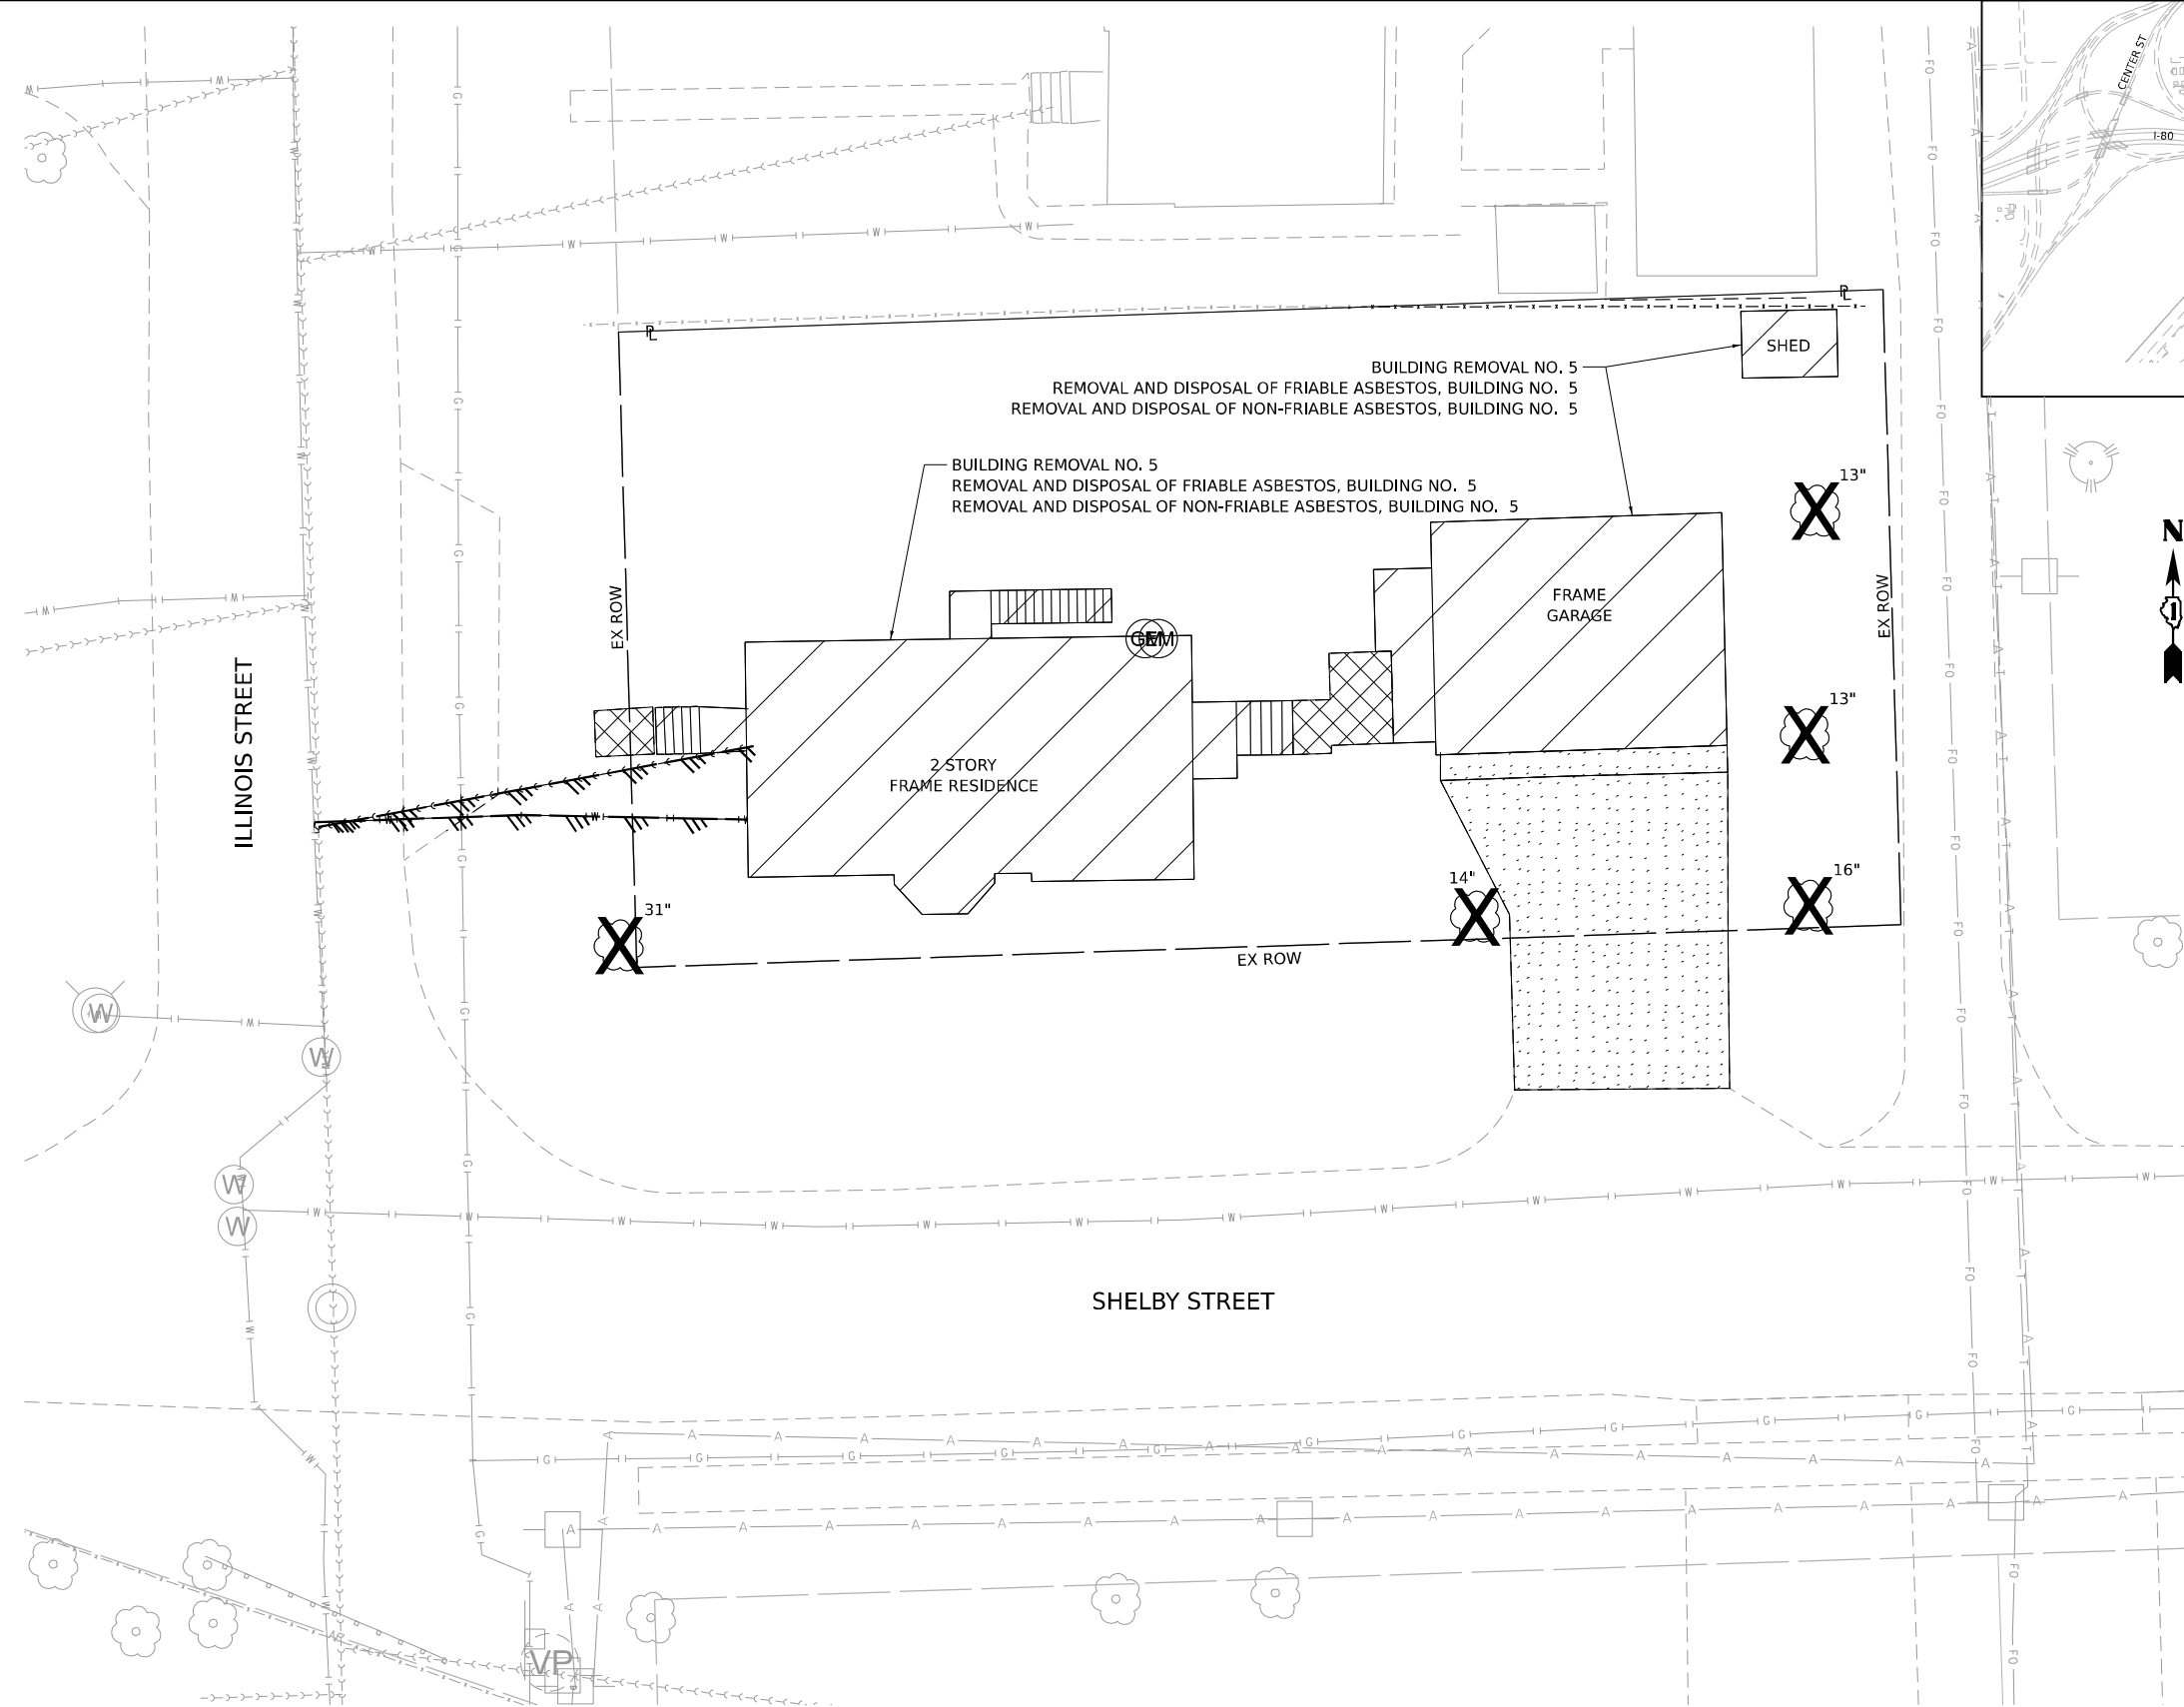 CENTER ST
I-80
PL
PL
SHED
BUILDING REMOVAL NO. 5
REMOVAL AND DISPOSAL OF FRIABLE ASBESTOS, BUILDING NO. 5
REMOVAL AND DISPOSAL OF NON-FRIABLE ASBESTOS, BUILDING NO. 5
BUILDING REMOVAL NO. 5
REMOVAL AND DISPOSAL OF FRIABLE ASBESTOS, BUILDING NO. 5
REMOVAL AND DISPOSAL OF NON-FRIABLE ASBESTOS, BUILDING NO. 5
13"
N
EX ROW
FRAME
GARAGE
EX ROW
13"
ILLINOIS STREET
2 STORY
FRAME RESIDENCE
31"
14"
16"
EX ROW
W
W
W
W
SHELBY STREET
VP